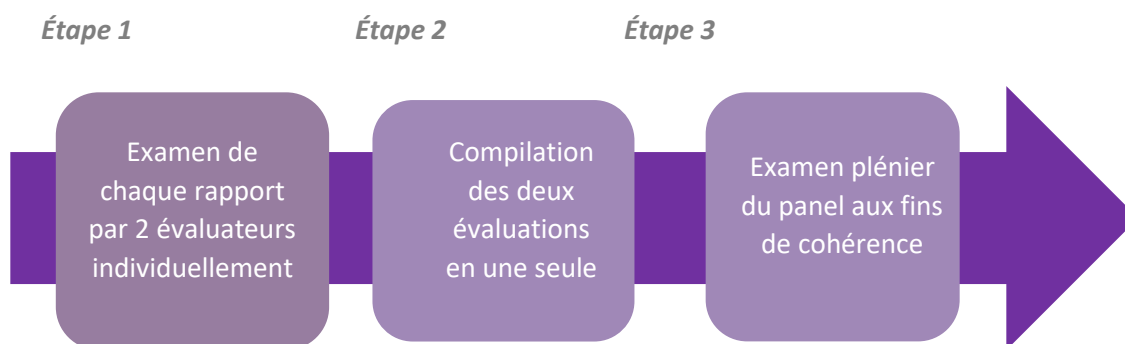 Étape 1
Étape 2
Étape 3
Examen de
chaque rapport
par 2 évaluateurs
individuellement
Compilation
des deux
évaluations
en une seule
Examen plénier
du panel aux fins
de cohérence